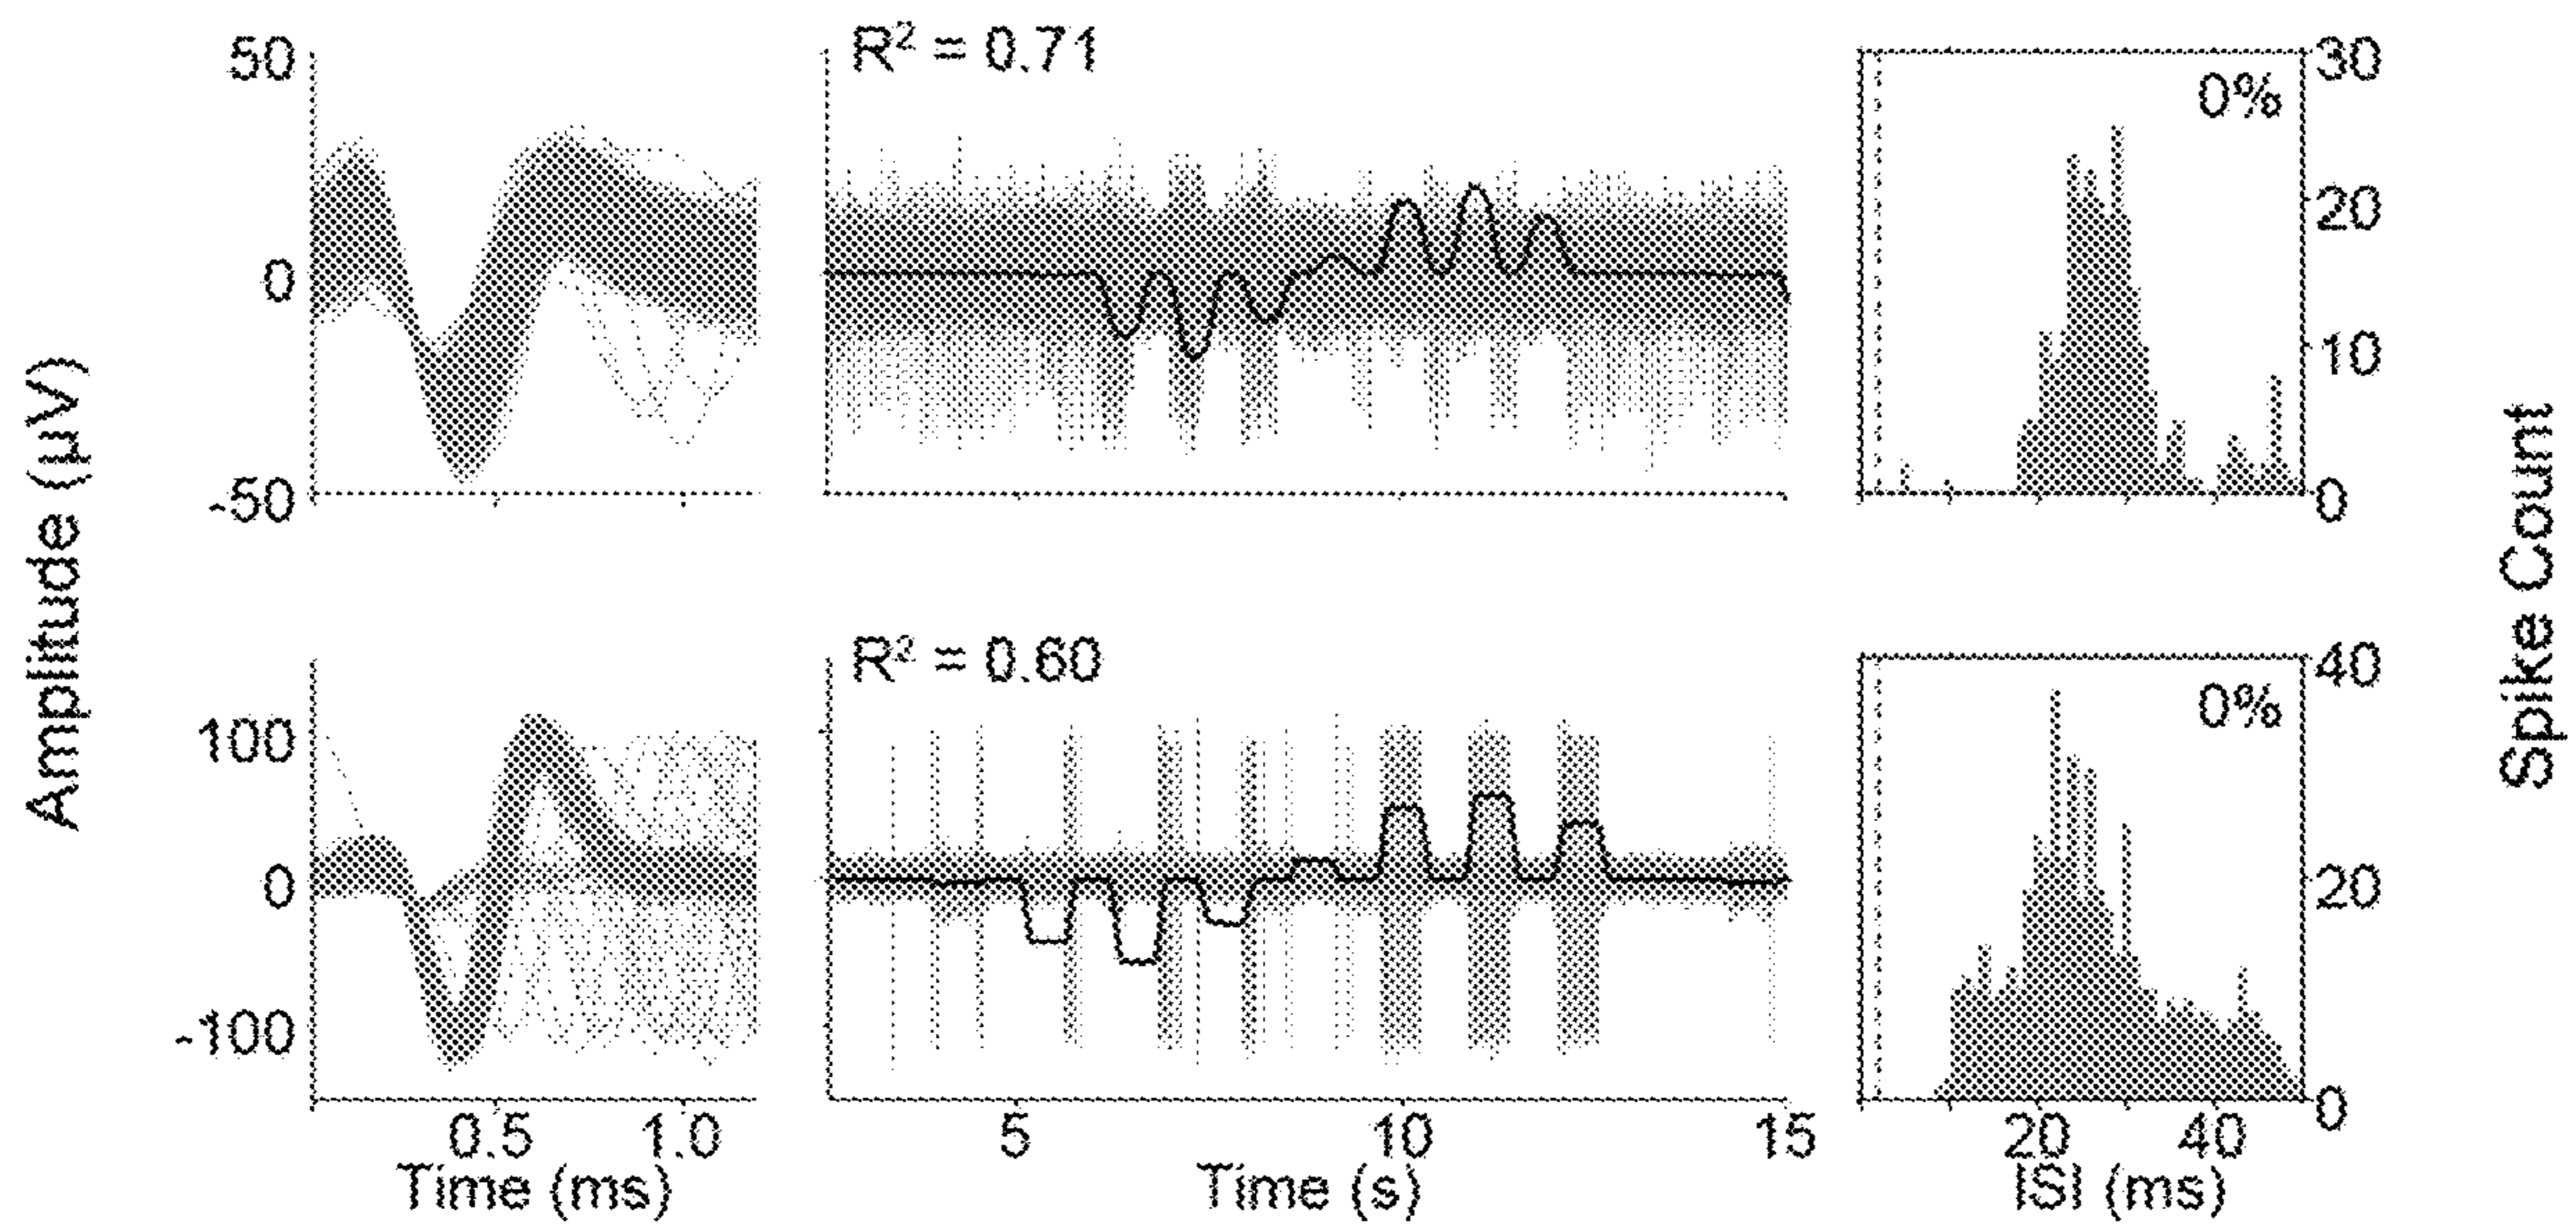 Amplitude (µV)
50
0
-50
R² = 0.71
0%
30
20
10
0
Spike Count
100
0
-100
R² = 0.60
0%
40
20
0
0.5 1.0
Time (ms)
5 10 15
Time (s)
20 40
ISI (ms)